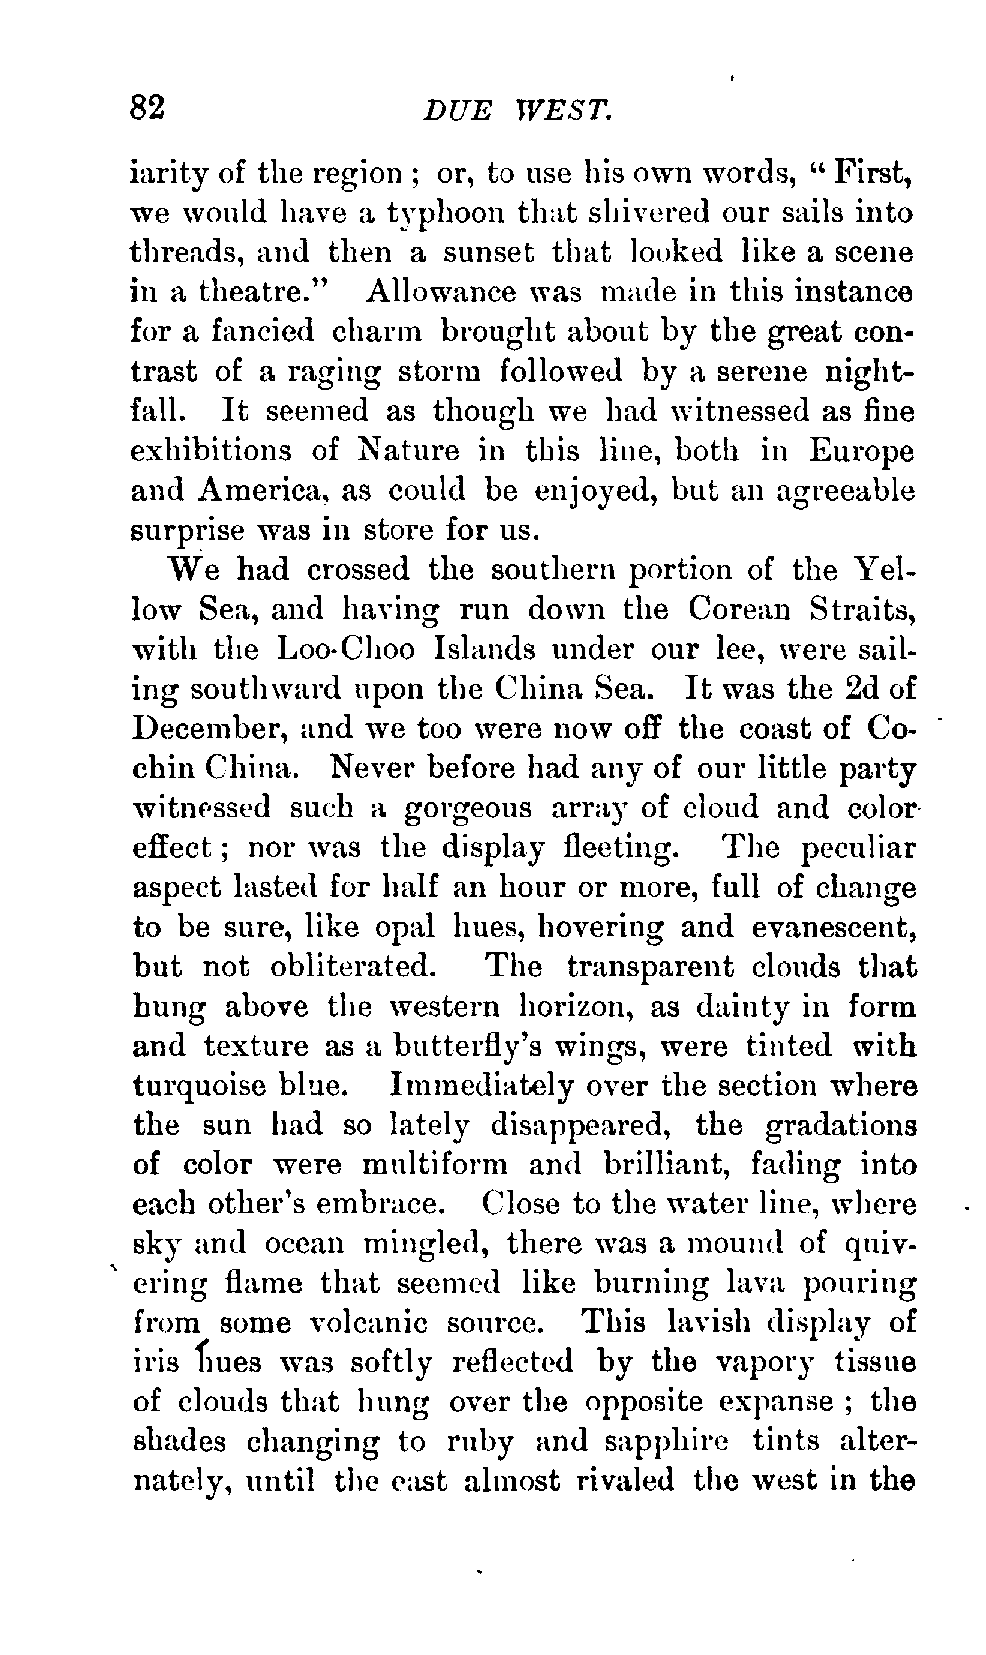 82 DUE WEST.
iarity of the region ; or, to use his own words, “ First,
we would have a typhoon that shivered our sails into
threads, and then a sunset that looked like a scene
in a theatre.” Allowance was made in this instance
for a fancied charm brought about by the great con-
trast of a raging storm followed by a serene night-
fall. It seemed as though we had witnessed as fine
exhibitions of Nature in this line, both in Europe
and America, as could be enjoyed, but an agreeable
surprise was in store for us.
We had crossed the southern portion of the Yel-
low Sea, and having run down the Corean Straits,
with the Loo-Choo Islands under our lee, were sail-
ing southward upon the China Sea. It was the 2d of
December, and we too were now off the coast of Co-
chin China. Never before had any of our little party
witnessed such a gorgeous array of cloud and color-
effect ; nor was the display fleeting. The peculiar
aspect lasted for half an hour or more, full of change
to be sure, like opal hues, hovering and evanescent,
but not obliterated. The transparent clouds that
hung above the western horizon, as dainty in form
and texture as a butterfly’s wings, were tinted with
turquoise blue. Immediately over the section where
the sun had so lately disappeared, the gradations
of color were multiform and brilliant, fading into
each other’s embrace. Close to the water line, where
sky and ocean mingled, there was a mound of quiv-
ering flame that seemed like burning lava pouring
from some volcanic source. This lavish display of
iris hues was softly reflected by the vapory tissue
of clouds that hung over the opposite expanse ; the
shades changing to ruby and sapphire tints alter-
nately, until the east almost rivaled the west in the